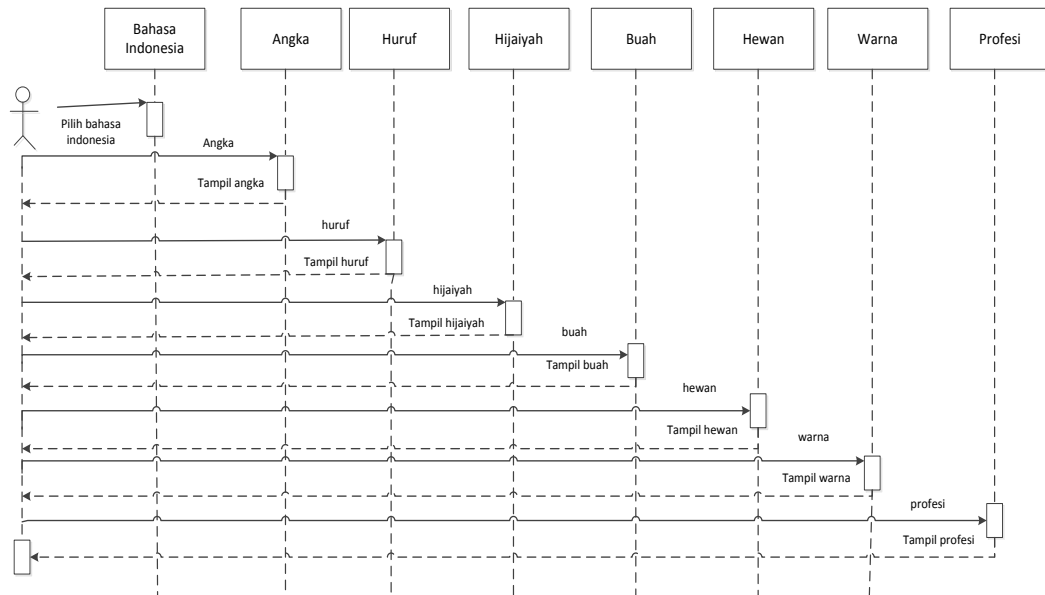 Bahasa
Indonesia
Angka
Huruf
Hijaiyah
Buah
Hewan
Warna
Profesi
Pilih bahasa
indonesia
Angka
Tampil angka
huruf
Tampil huruf
hijaiyah
Tampil hijaiyah
buah
Tampil buah
hewan
Tampil hewan
warna
Tampil warna
profesi
Tampil profesi